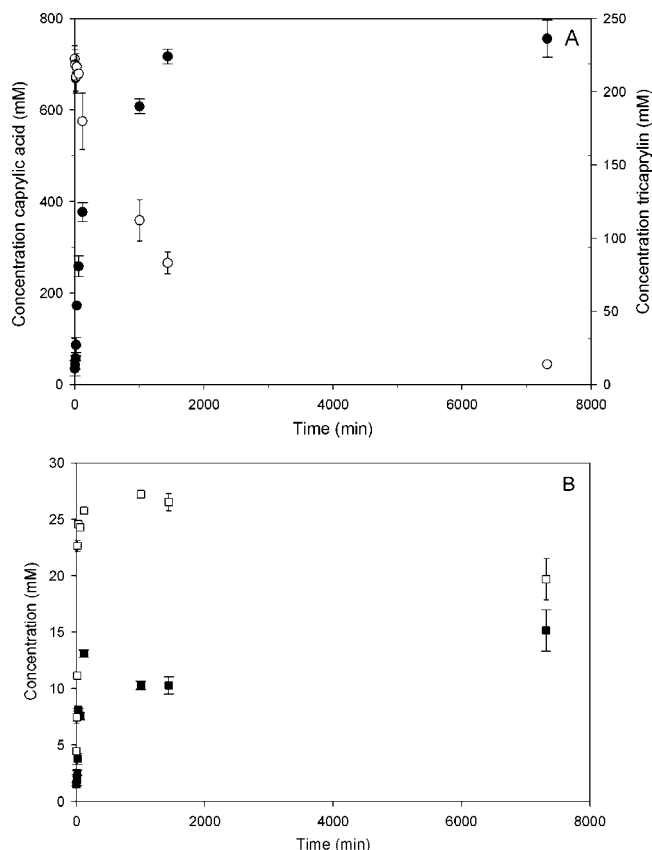 A
800
600
400
200
0
250
200
150
100
50
0
Concentration caprylic acid (mM)
Concentration tricaprylin (mM)
0 2000 4000 6000 8000
Time (min)
B
30
25
20
15
10
5
0
Concentration (mM)
0 2000 4000 6000 8000
Time (min)